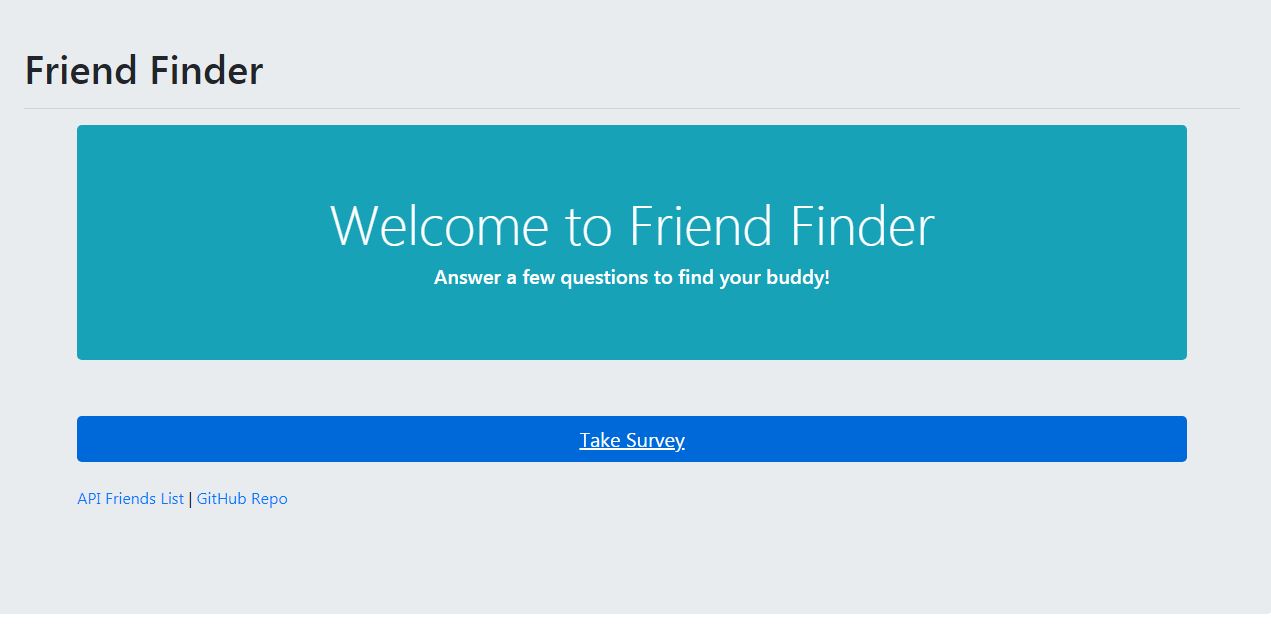 Friend Finder
Welcome to Friend Finder
Answer a few questions to find your buddy!
Take Survey
API Friends List | GitHub Repo